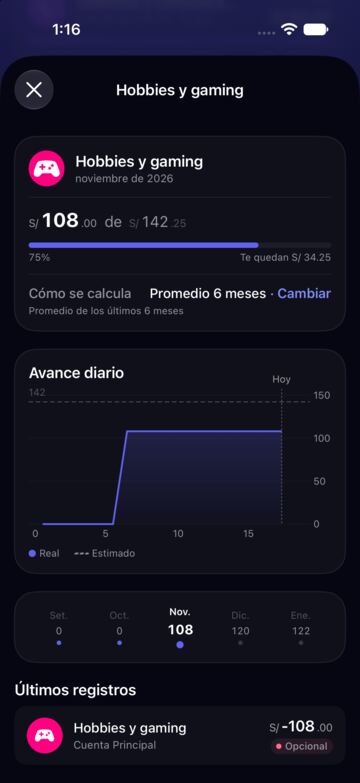 1:16
Hobbies y gaming
Hobbies y gaming
noviembre de 2026
S/ 108.00 de S/ 142.25
75% Te quedan S/ 34.25
Cómo se calcula Promedio 6 meses · Cambiar
Promedio de los últimos 6 meses
Avance diario
Hoy
142
150
100
50
0
0 5 10 15
Real Estimado
Set. Oct. Nov. Dic. Ene.
0 0 108 120 122
Últimos registros
Hobbies y gaming S/ -108.00
Cuenta Principal Opcional